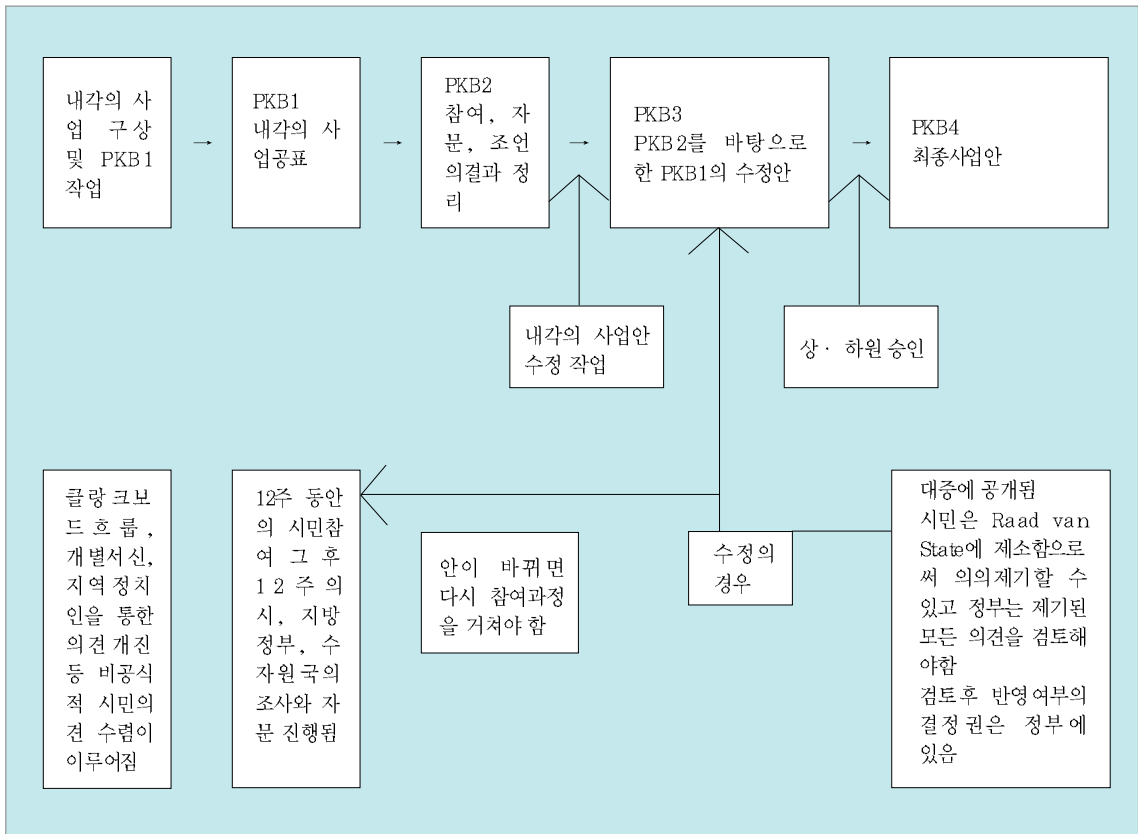 내각의 사
업 구상
및 PKB1
작업
PKB1
내각의 사
업공표
PKB2
참여, 자
문, 조언
의결과 정
리
PKB3
PKB2를 바탕으로
한 PKB1의 수정안
PKB4
최종사업안
내각의 사업안
수정 작업
상·하원 승인
클랑크보
드흐룹,
개별서신,
지역정치
인을 통한
의견개진
등 비공식
적 시민의
견 수렴이
이루어짐
12주 동안
의 시민참
여 그 후
12주의
시, 지방
정부, 수
자원국의
조사와 자
문 진행됨
안이 바뀌면
다시 참여과정
을 거쳐야 함
수정의
경우
대중에 공개됨
시민은 Raad van
State에 제소함으로
써 의의제기할 수
있고 정부는 제기된
모든 의견을 검토해
야함
검토후 반영여부의
결정권은 정부에
있음